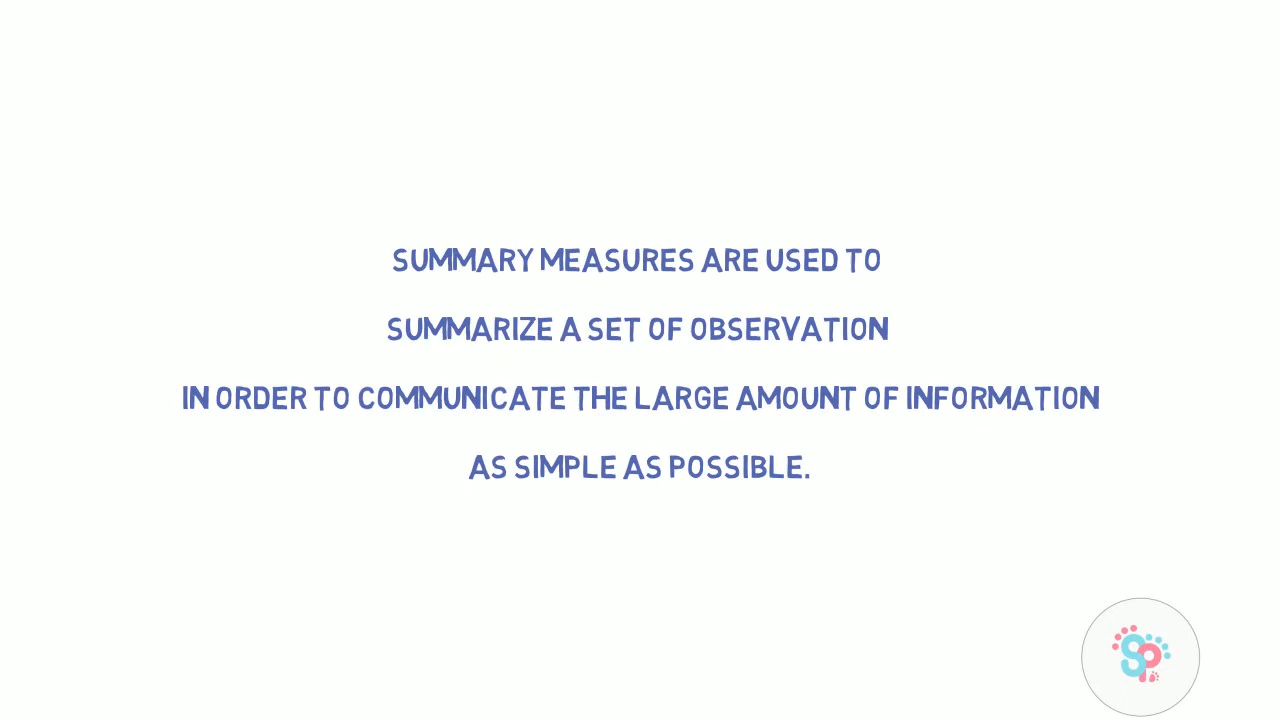 SUMMARY MEASURES ARE USED TO
SUMMARIZE A SET OF OBSERVATION
IN ORDER TO COMMUNICATE THE LARGE AMOUNT OF INFORMATION
AS SIMPLE AS POSSIBLE.
SP